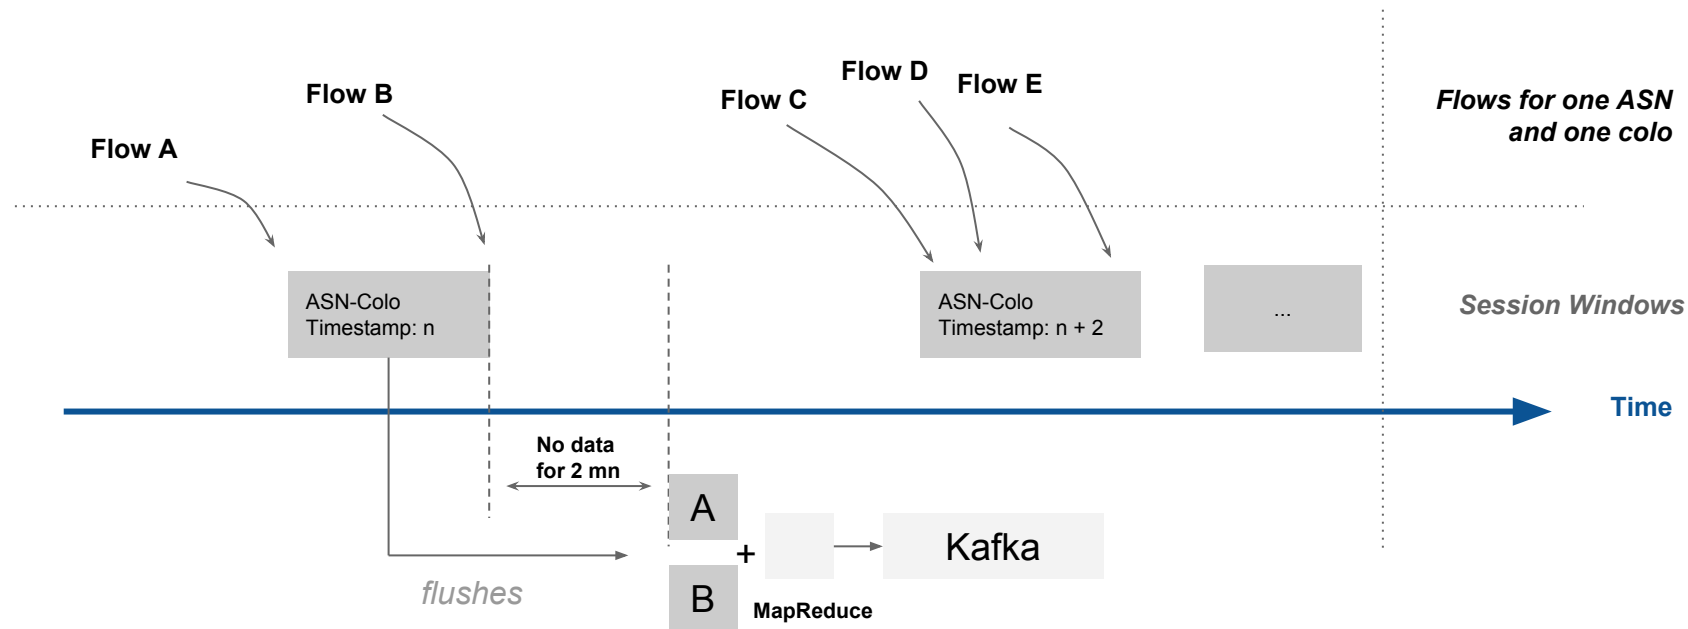 Flow A
Flow B
Flow C
Flow D
Flow E
Flows for one ASN
and one colo
ASN-Colo
Timestamp: n
ASN-Colo
Timestamp: n + 2
...
Session Windows
Time
No data
for 2 mn
A
+
B
Kafka
flushes
MapReduce